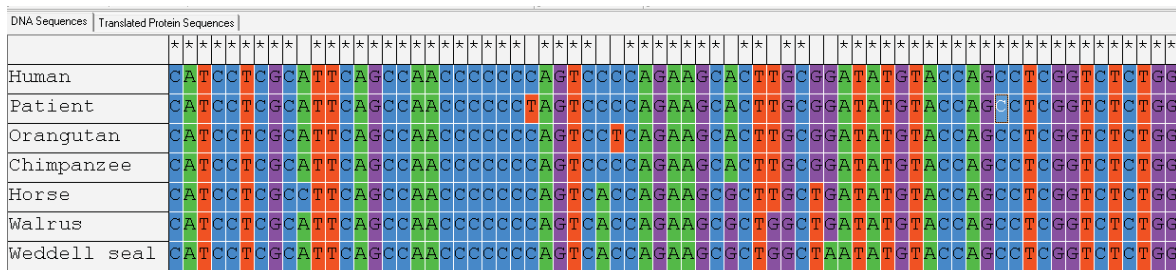 DNA Sequences Translated Protein Sequences
********* *************** ****  ******* ** **  ************************
Human CATCCTCGCATTCAGCCAACCCCCCCAGTCCCCAGAAGCACTTGCGGATATGTACCAGCCTCGGTCTCTGG
Patient CATCCTCGCATTCAGCCAACCCCCCTAGTCCCCAGAAGCACTTGCGGATATGTACCAGCCTCGGTCTCTGG
Orangutan CATCCTCGCATTCAGCCAACCCCCCCAGTCCTCAGAAGCACTTGCGGATATGTACCAGCCTCGGTCTCTGG
Chimpanzee CATCCTCGCATTCAGCCAACCCCCCCAGTCCCCAGAAGCACTTGCGGATATGTACCAGCCTCGGTCTCTGG
Horse CATCCTCGCCTTCAGCCAACCCCCCCAGTCACCAGAAGCGCTTGCTGATATGTACCAGCCTCGGTCTCTGG
Walrus CATCCTCGCATTCAGCCAACCCCCCCAGTCACCAGAAGCGCTGGCTGATATGTACCAGCCTCGGTCTCTGG
Weddell seal CATCCTCGCATTCAGCCAACCCCCCCAGTCACCAGAAGCGCTGGCTAATATGTACCAGCCTCGGTCTCTGG